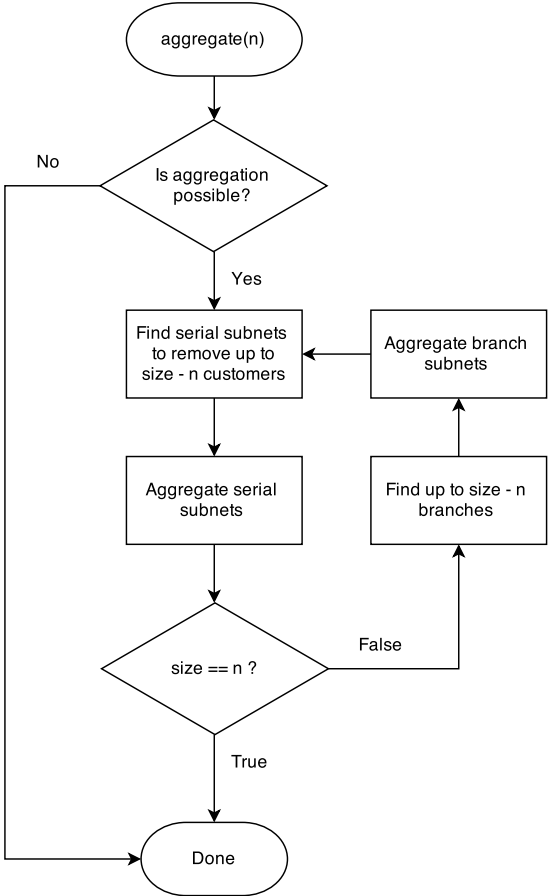 aggregate(n)
No
Is aggregation
possible?
Yes
Find serial subnets
to remove up to
size - n customers
Aggregate branch
subnets
Aggregate serial
subnets
Find up to size - n
branches
False
size == n ?
True
Done